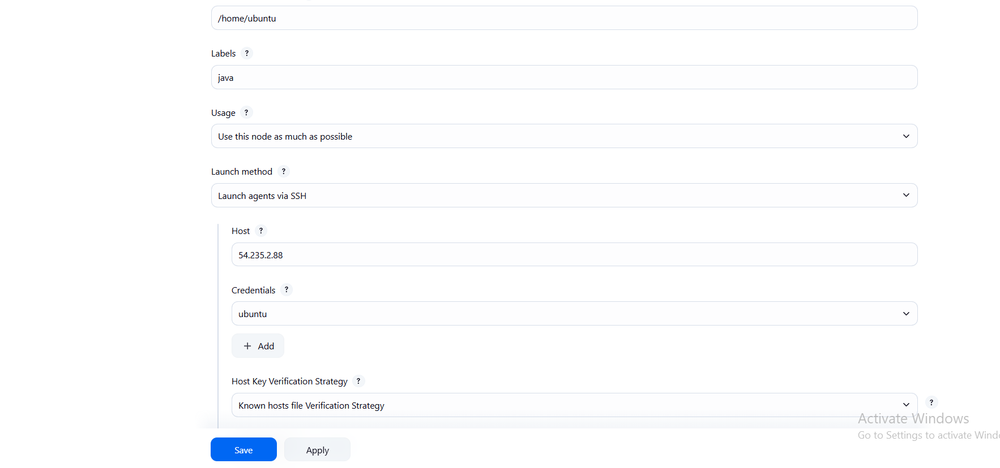 /home/ubuntu
Labels ?
java
Usage ?
Use this node as much as possible
Launch method ?
Launch agents via SSH
Host ?
54.235.2.88
Credentials ?
ubuntu
+ Add
Host Key Verification Strategy ?
Known hosts file Verification Strategy
?
Activate Windows
Go to Settings to activate Windo
Save
Apply